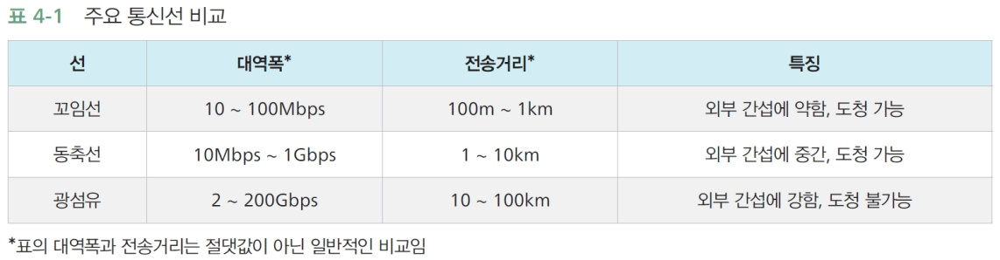 표 4-1 주요 통신선 비교
선 대역폭* 전송거리* 특징
꼬임선 10 ~ 100Mbps 100m ~ 1km 외부 간섭에 약함, 도청 가능
동축선 10Mbps ~ 1Gbps 1 ~ 10km 외부 간섭에 중간, 도청 가능
광섬유 2 ~ 200Gbps 10 ~ 100km 외부 간섭에 강함, 도청 불가능
*표의 대역폭과 전송거리는 절댓값이 아닌 일반적인 비교임